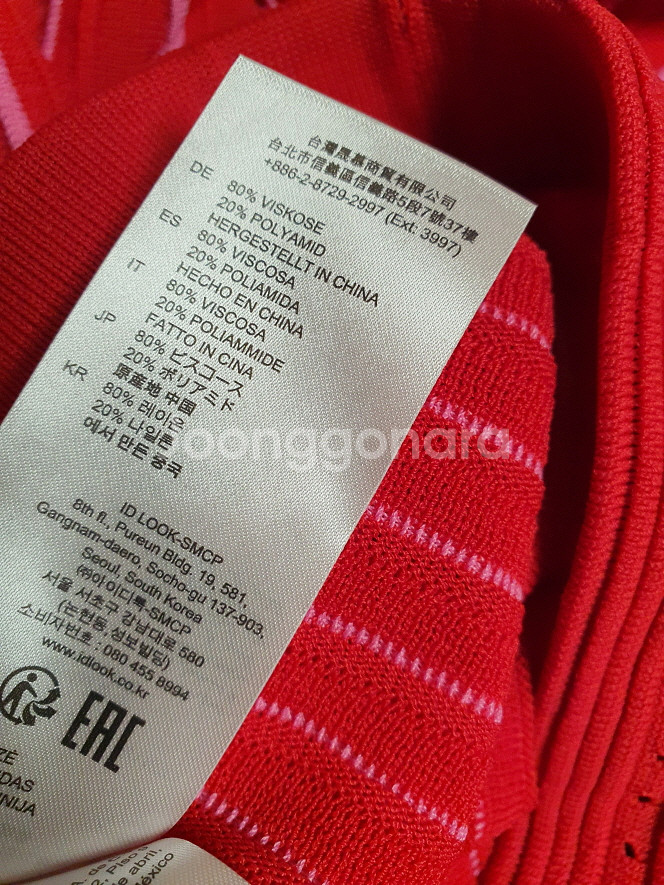 台灣晟慕商貿有限公司
台北市信義區信義路5段7號37樓
+886-2-8729-2997 (Ext: 3997)
DE 80% VISKOSE
20% POLYAMID
HERGESTELLT IN CHINA
ES 80% VISCOSA
20% POLIAMIDA
HECHO EN CHINA
IT 80% VISCOSA
20% POLIAMMIDE
FATTO IN CINA
JP 80% ビスコース
20% ポリアミド
原産地 中国
KR 80% 레이온
20% 나일론
에서 만든 중국
joonggonara
ID LOOK-SMCP
8th fl., Pureun Bldg. 19, 581,
Gangnam-daero, Socho-gu 137-903,
Seoul, South Korea
(주)아이디룩-SMCP
서울 서초구 강남대로 580
(논현동,성보빌딩)
소비자번호 : 080 455 8994
www.idlook.co.kr
EAC